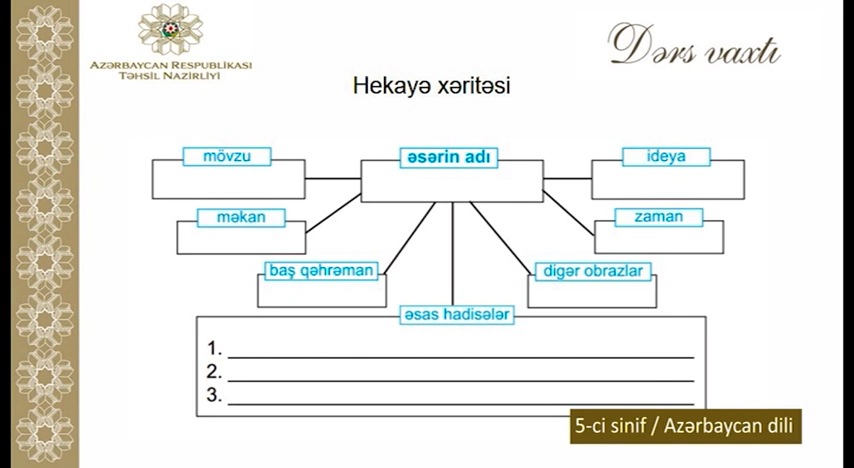 AZƏRBAYCAN RESPUBLİKASI
TƏHSİL NAZİRLİYİ
Dərs vaxtı
Hekayə xəritəsi
mövzu
əsərin adı
ideya
məkan
zaman
baş qəhrəman
digər obrazlar
əsas hadisələr
1.
2.
3.
5-ci sinif / Azərbaycan dili